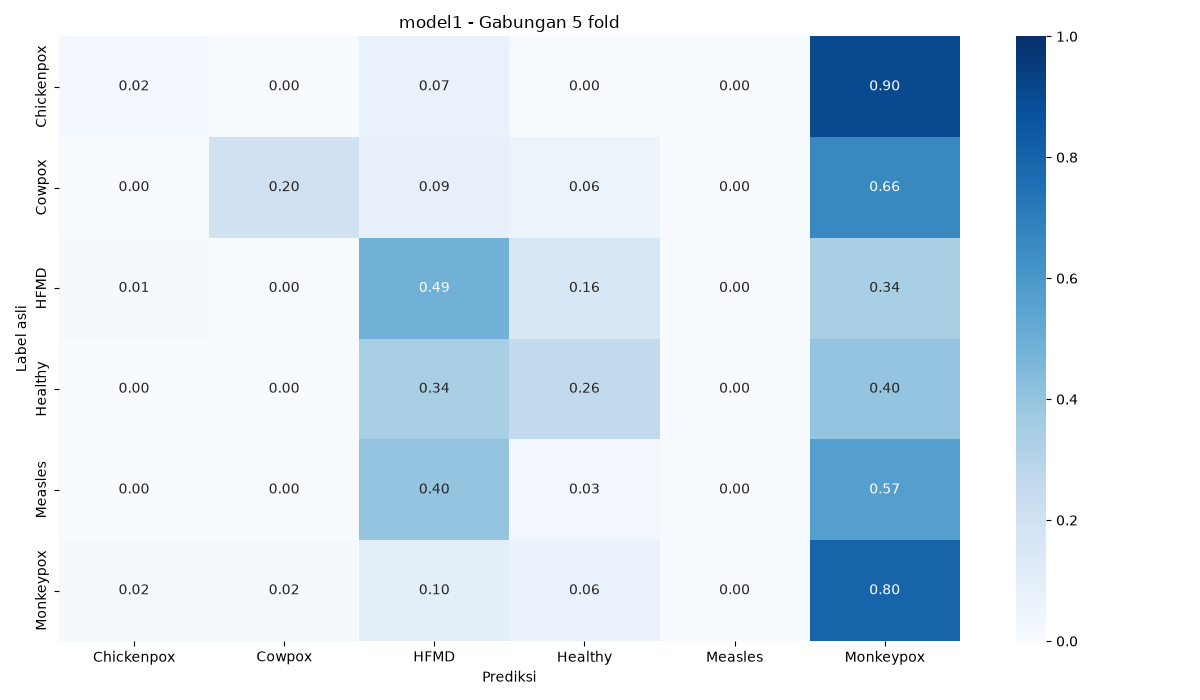 model1 - Gabungan 5 fold
Label asli
Chickenpox 0.02 0.00 0.07 0.00 0.00 0.90
Cowpox 0.00 0.20 0.09 0.06 0.00 0.66
HFMD 0.01 0.00 0.49 0.16 0.00 0.34
Healthy 0.00 0.00 0.34 0.26 0.00 0.40
Measles 0.00 0.00 0.40 0.03 0.00 0.57
Monkeypox 0.02 0.02 0.10 0.06 0.00 0.80
Chickenpox Cowpox HFMD Healthy Measles Monkeypox
Prediksi
1.0
0.8
0.6
0.4
0.2
0.0